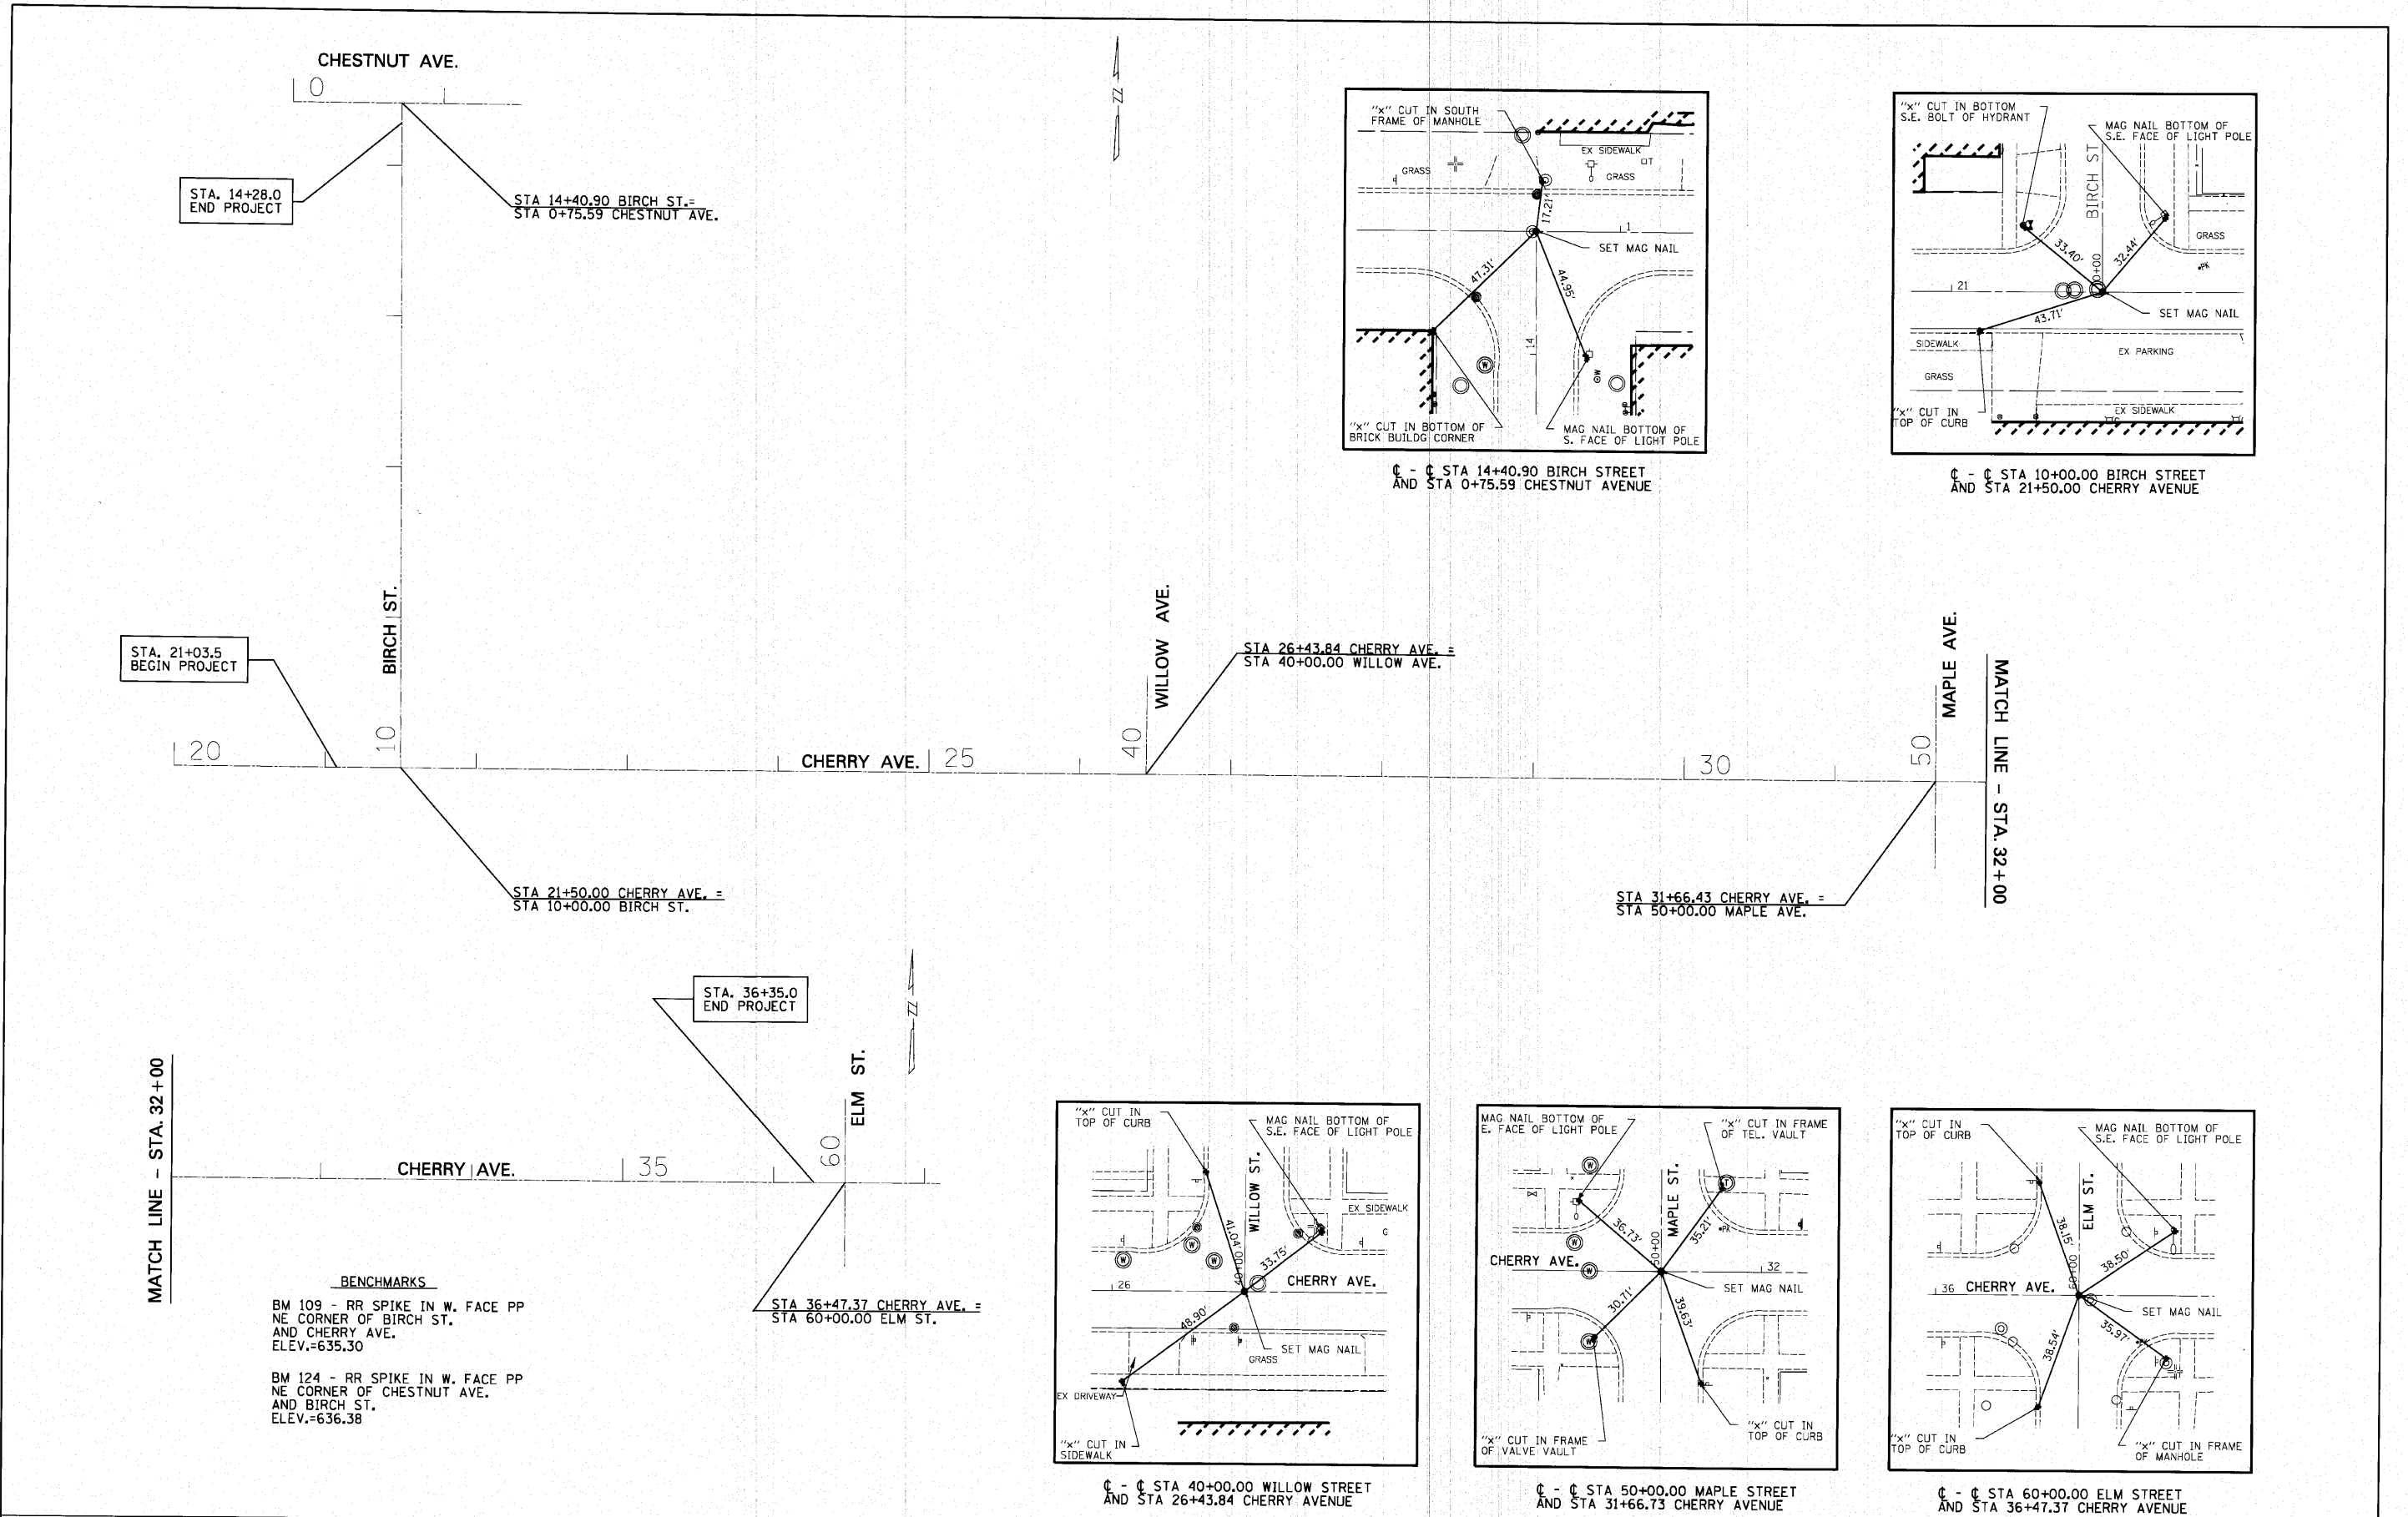 CHESTNUT AVE.
0
STA. 14+28.0
END PROJECT
STA 14+40.90 BIRCH ST.=
STA 0+75.59 CHESTNUT AVE.
BIRCH ST.
10
STA. 21+03.5
BEGIN PROJECT
20
CHERRY AVE.
25
40
WILLOW AVE.
STA 26+43.84 CHERRY AVE. =
STA 40+00.00 WILLOW AVE.
30
50
MAPLE AVE.
MATCH LINE - STA. 32+00
STA 21+50.00 CHERRY AVE. =
STA 10+00.00 BIRCH ST.
STA 31+66.43 CHERRY AVE. =
STA 50+00.00 MAPLE AVE.
"x" CUT IN SOUTH
FRAME OF MANHOLE
EX SIDEWALK
GRASS
T
GRASS
17.21'
1
SET MAG NAIL
47.31'
44.95'
14
W
W
"x" CUT IN BOTTOM OF
BRICK BUILDG CORNER
MAG NAIL BOTTOM OF
S. FACE OF LIGHT POLE
℄ - ℄ STA 14+40.90 BIRCH STREET
AND STA 0+75.59 CHESTNUT AVENUE
"x" CUT IN BOTTOM
S.E. BOLT OF HYDRANT
MAG NAIL BOTTOM OF
S.E. FACE OF LIGHT POLE
BIRCH ST
GRASS
33.40'
32.44'
PK
21
SET MAG NAIL
43.71'
SIDEWALK
EX PARKING
GRASS
"x" CUT IN
TOP OF CURB
EX SIDEWALK
℄ - ℄ STA 10+00.00 BIRCH STREET
AND STA 21+50.00 CHERRY AVENUE
STA. 36+35.0
END PROJECT
MATCH LINE - STA. 32+00
CHERRY AVE.
35
60
ELM ST.
STA 36+47.37 CHERRY AVE. =
STA 60+00.00 ELM ST.
BENCHMARKS
BM 109 - RR SPIKE IN W. FACE PP
NE CORNER OF BIRCH ST.
AND CHERRY AVE.
ELEV.=635.30
BM 124 - RR SPIKE IN W. FACE PP
NE CORNER OF CHESTNUT AVE.
AND BIRCH ST.
ELEV.=636.38
"x" CUT IN
TOP OF CURB
MAG NAIL BOTTOM OF
S.E. FACE OF LIGHT POLE
WILLOW ST.
EX SIDEWALK
G
41.04'
W
W
W
33.75'
40+00
26
CHERRY AVE.
48.90'
SET MAG NAIL
GRASS
EX DRIVEWAY
"x" CUT IN
SIDEWALK
℄ - ℄ STA 40+00.00 WILLOW STREET
AND STA 26+43.84 CHERRY AVENUE
MAG NAIL BOTTOM OF
E. FACE OF LIGHT POLE
"x" CUT IN FRAME
OF TEL. VAULT
W
T
MAPLE ST.
36.73'
35.21'
PK
W
50+00
CHERRY AVE.
W
32
SET MAG NAIL
30.71'
39.63'
W
"x" CUT IN FRAME
OF VALVE VAULT
"x" CUT IN
TOP OF CURB
℄ - ℄ STA 50+00.00 MAPLE STREET
AND STA 31+66.73 CHERRY AVENUE
"x" CUT IN
TOP OF CURB
MAG NAIL BOTTOM OF
S.E. FACE OF LIGHT POLE
ELM ST.
38.15'
38.50'
60+00
36
CHERRY AVE.
SET MAG NAIL
38.54'
35.97'
"x" CUT IN
TOP OF CURB
"x" CUT IN FRAME
OF MANHOLE
℄ - ℄ STA 60+00.00 ELM STREET
AND STA 36+47.37 CHERRY AVENUE